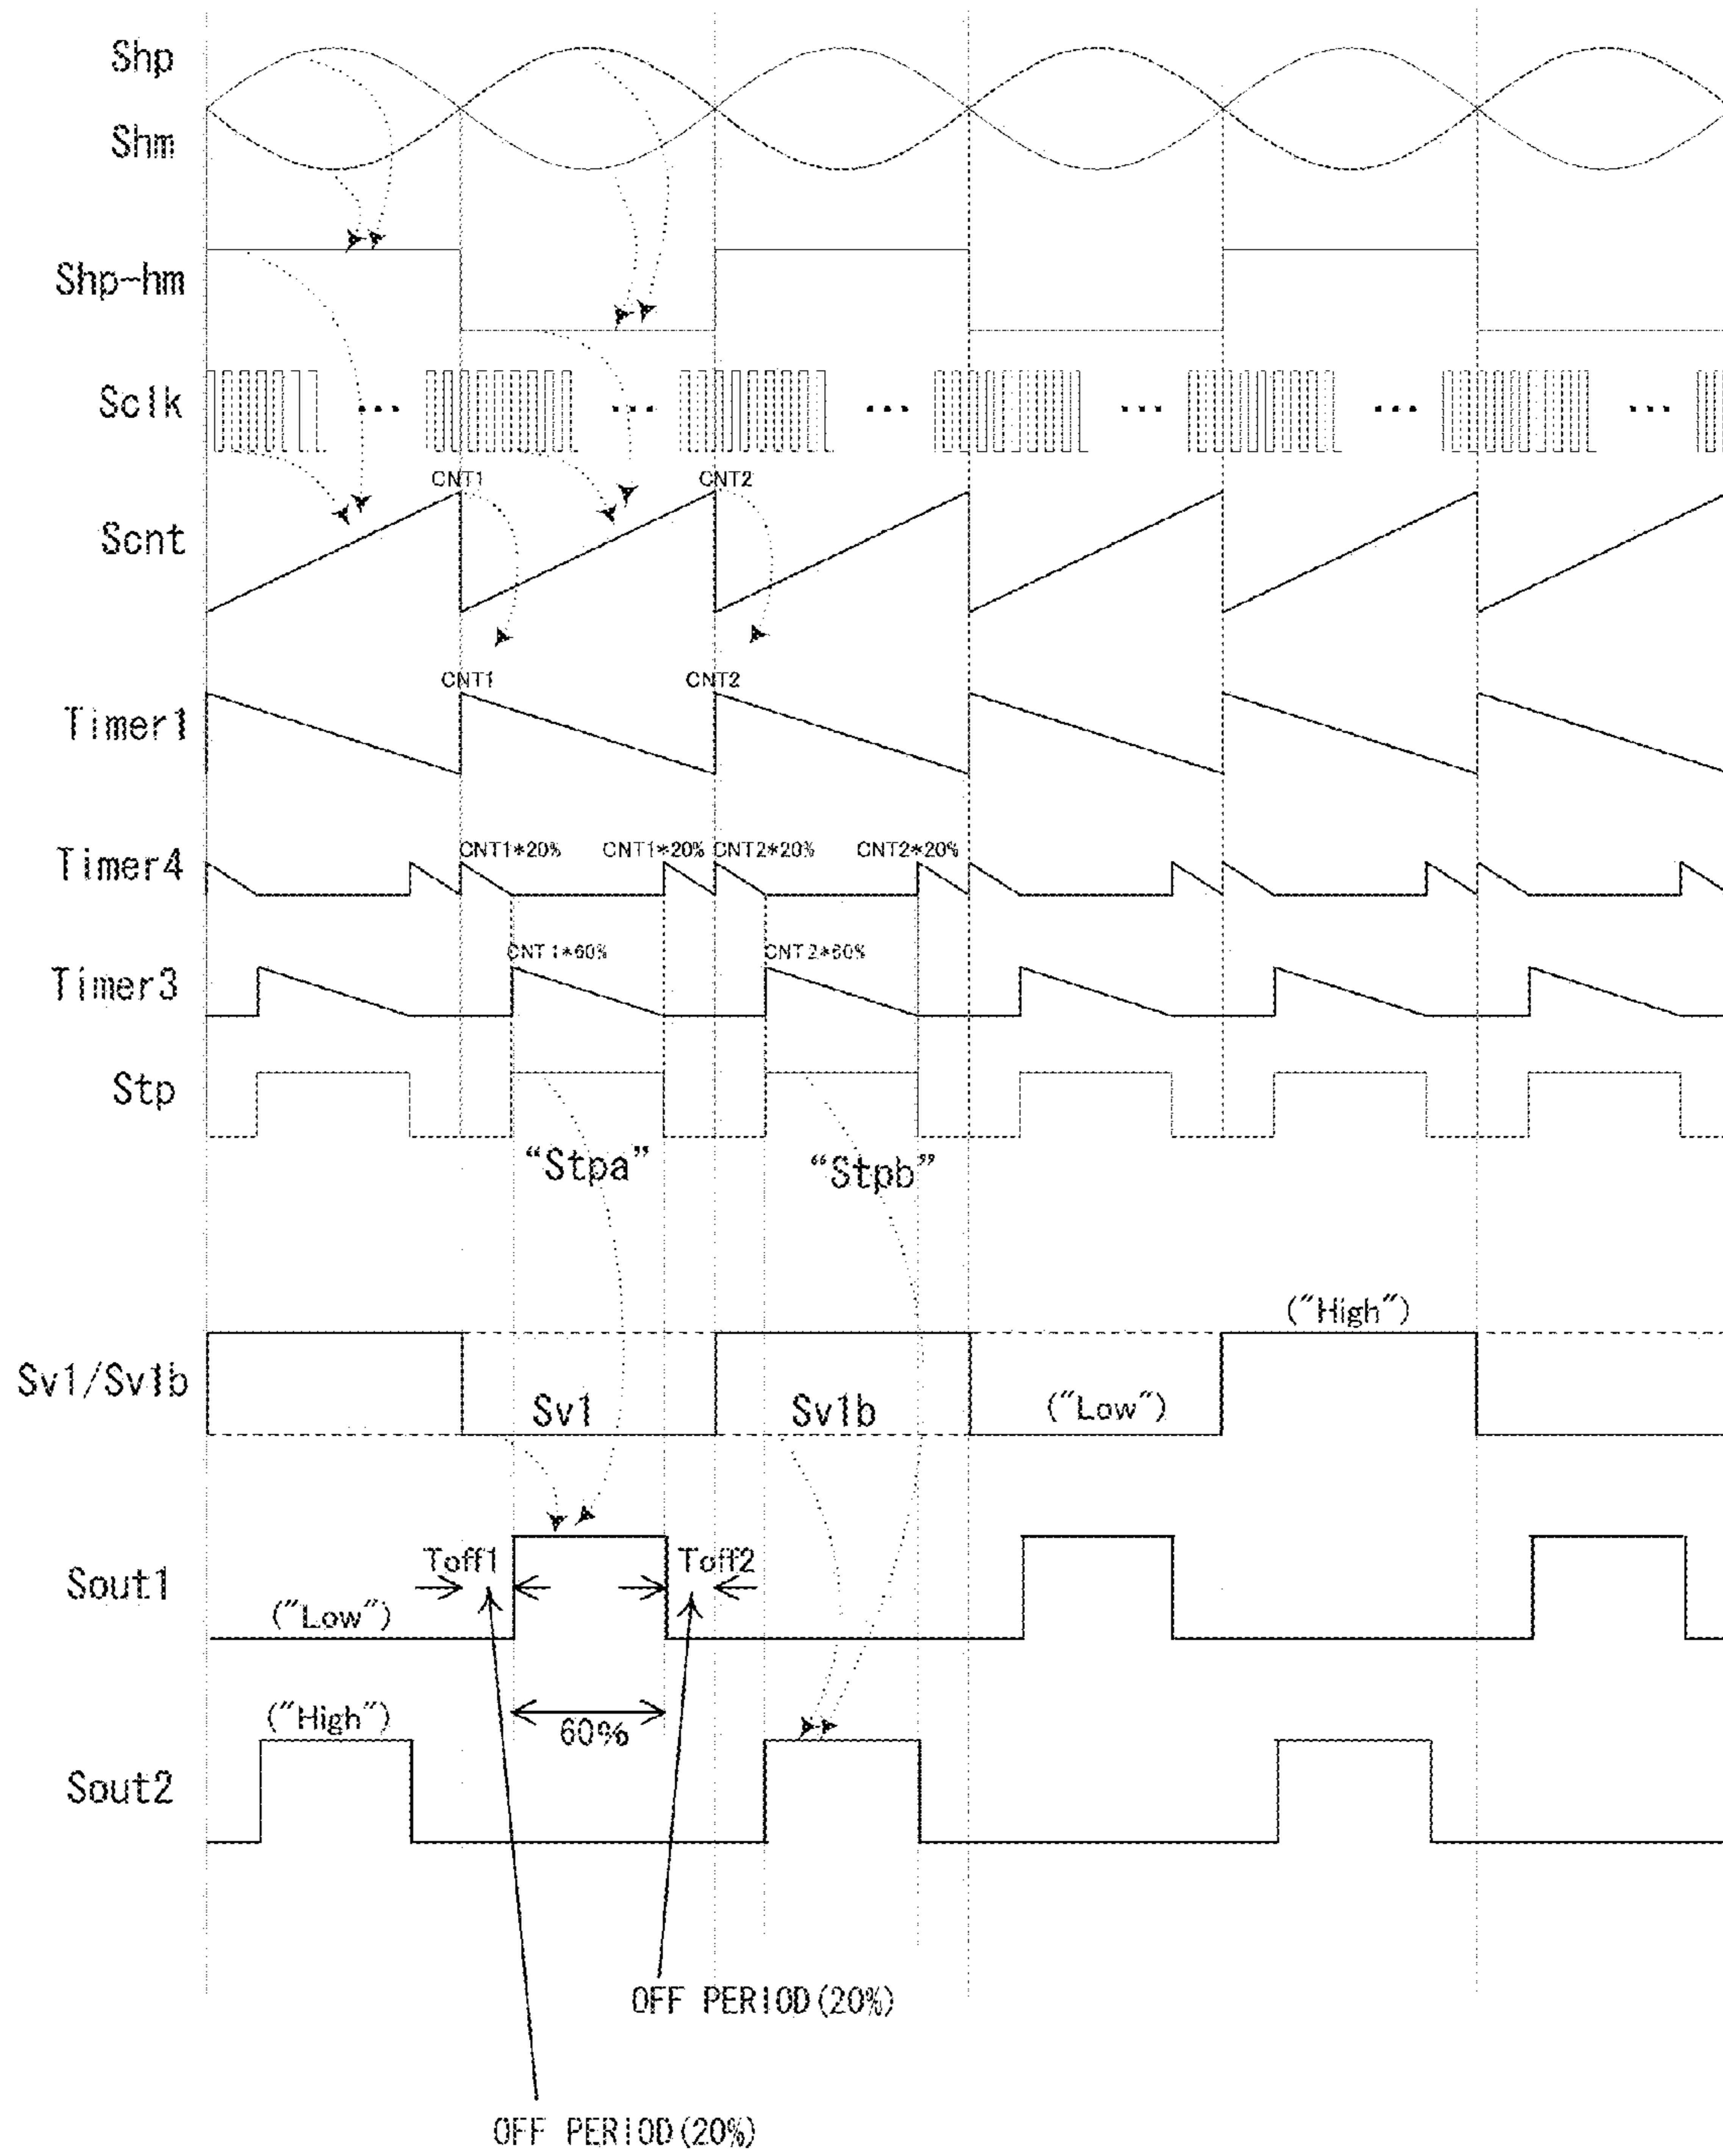 Shp
Shm
Shp-hm
Sclk
... ... ... ... ... ...
CNT1 CNT2
Scnt
CNT1 CNT2
Timer1
CNT1*20% CNT1*20% CNT2*20% CNT2*20%
Timer4
CNT1*60% CNT2*60%
Timer3
Stp
“Stpa” “Stpb”
("High")
Sv1/Sv1b
Sv1 Sv1b ("Low")
Toff1 Toff2
Sout1
("Low")
("High")
60%
Sout2
OFF PERIOD(20%)
OFF PERIOD(20%)